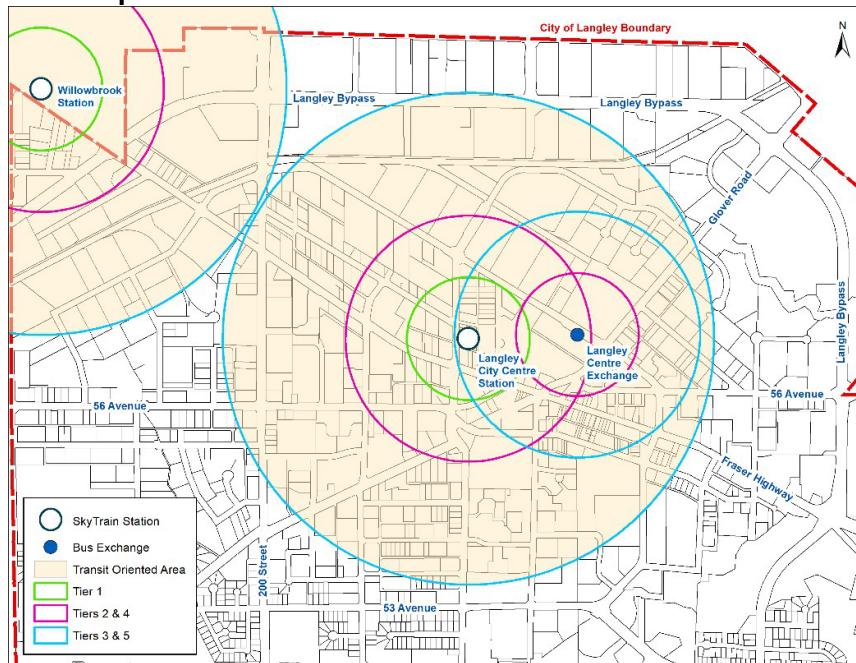 City of Langley Boundary
N
Willowbrook
Station
Langley Bypass
Langley Bypass
Glover Road
Langley Bypass
Langley
City Centre
Station
Langley
Centre
Exchange
56 Avenue
56 Avenue
Fraser Highway
200 Street
53 Avenue
SkyTrain Station
Bus Exchange
Transit Oriented Area
Tier 1
Tiers 2 & 4
Tiers 3 & 5